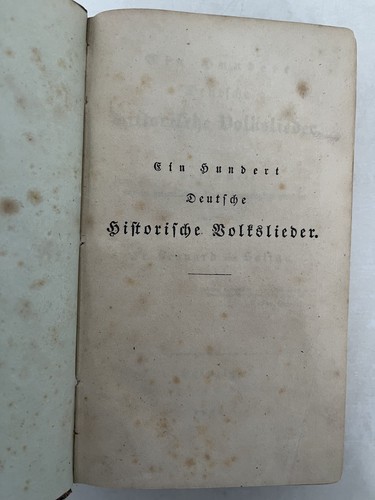 Ein Hundert
Deutsche
Historische Volkslieder.